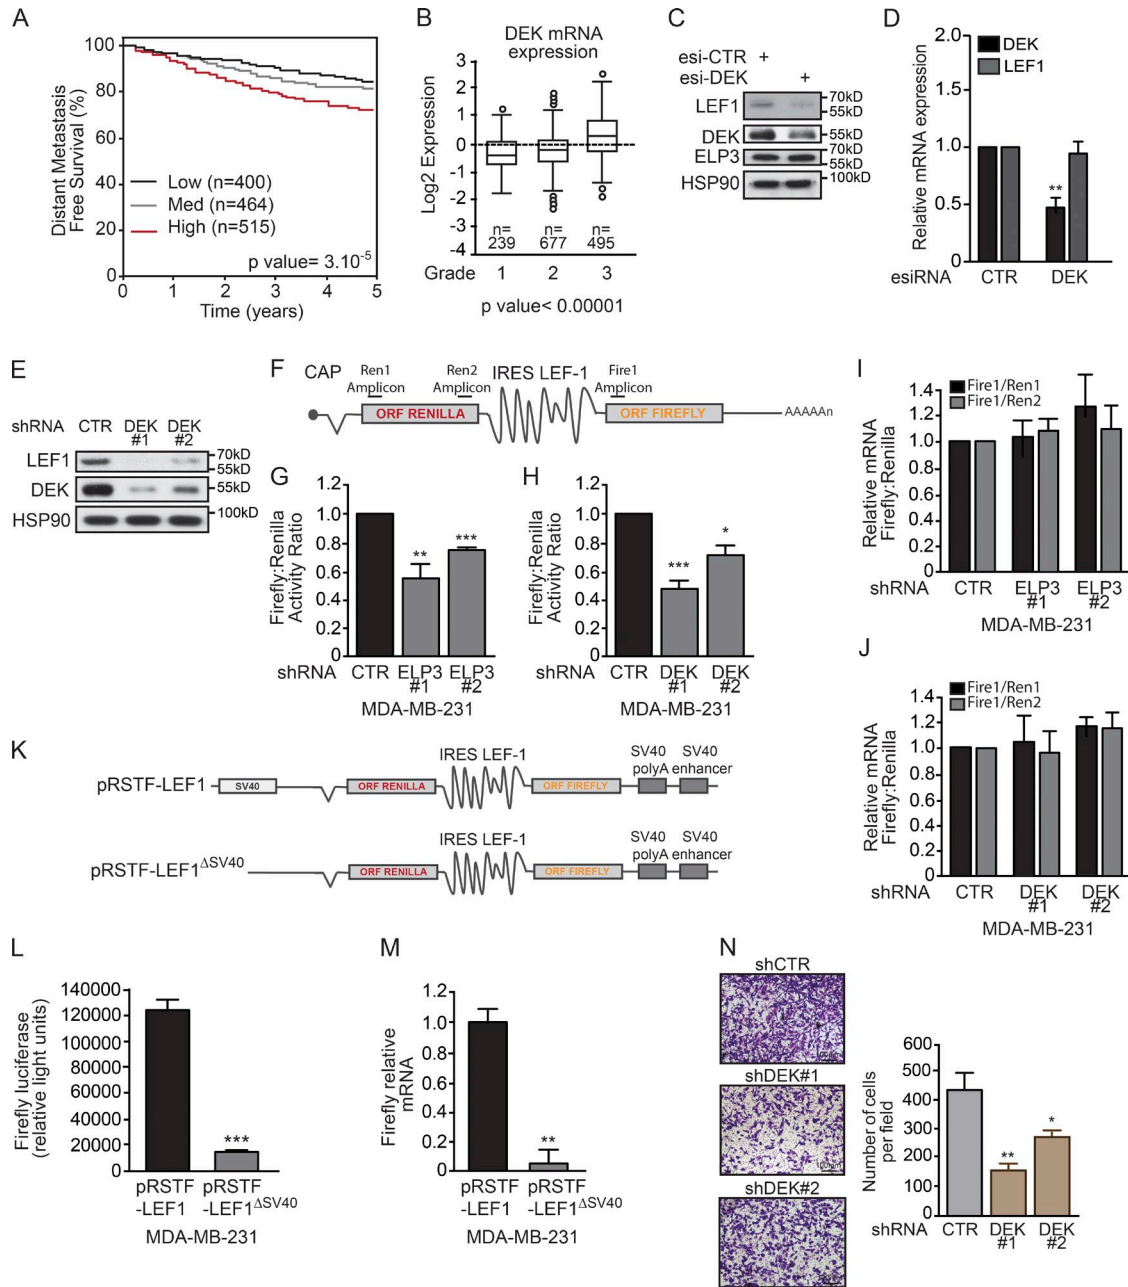 A
Distant Metastasis
Free Survival (%)
100
80
60
40
20
0
Low (n=400)
Med (n=464)
High (n=515)
p value= 3.10-5
0 1 2 3 4 5
Time (years)
B
DEK mRNA
expression
Log2 Expression
3
2
1
0
-1
-2
-3
-4
n= n= n=
239 677 495
Grade 1 2 3
p value< 0.00001
C
esi-CTR +
esi-DEK +
LEF1
70kD
55kD
DEK
55kD
ELP3
70kD
55kD
HSP90
100kD
D
Relative mRNA expression
2.0
1.5
1.0
0.5
0
DEK
LEF1
**
esiRNA CTR DEK
E
shRNA CTR DEK DEK
#1 #2
LEF1
70kD
55kD
DEK
55kD
HSP90
100kD
F
CAP
Ren1
Amplicon
Ren2
Amplicon
IRES LEF-1
Fire1
Amplicon
ORF RENILLA
ORF FIREFLY
AAAAAn
G
Firefly:Renilla
Activity Ratio
1.2
1.0
0.8
0.6
0.4
0.2
0
** ***
shRNA CTR ELP3 ELP3
#1 #2
MDA-MB-231
H
Firefly:Renilla
Activity Ratio
1.2
1.0
0.8
0.6
0.4
0.2
0
*** *
shRNA CTR DEK DEK
#1 #2
MDA-MB-231
I
Relative mRNA
Firefly:Renilla
Fire1/Ren1
Fire1/Ren2
1.4
1.2
1.0
0.8
0.6
0.4
0.2
0
shRNA CTR ELP3 ELP3
#1 #2
MDA-MB-231
J
Relative mRNA
Firefly:Renilla
Fire1/Ren1
Fire1/Ren2
1.4
1.2
1.0
0.8
0.6
0.4
0.2
0
shRNA CTR DEK DEK
#1 #2
MDA-MB-231
K
pRSTF-LEF1
SV40
ORF RENILLA
IRES LEF-1
ORF FIREFLY
SV40 SV40
polyA enhancer
pRSTF-LEF1ΔSV40
ORF RENILLA
IRES LEF-1
ORF FIREFLY
SV40 SV40
polyA enhancer
L
Firefly luciferase
(relative light units)
140000
120000
100000
80000
60000
40000
20000
0
***
pRSTF pRSTF
-LEF1 -LEF1ΔSV40
MDA-MB-231
M
Firefly relative
mRNA
1.2
1.0
0.8
0.6
0.4
0.2
0
**
pRSTF pRSTF
-LEF1 -LEF1ΔSV40
MDA-MB-231
N
shCTR
shDEK#1
shDEK#2
Number of cells
per field
600
500
400
300
200
100
0
** *
shRNA CTR DEK DEK
#1 #2